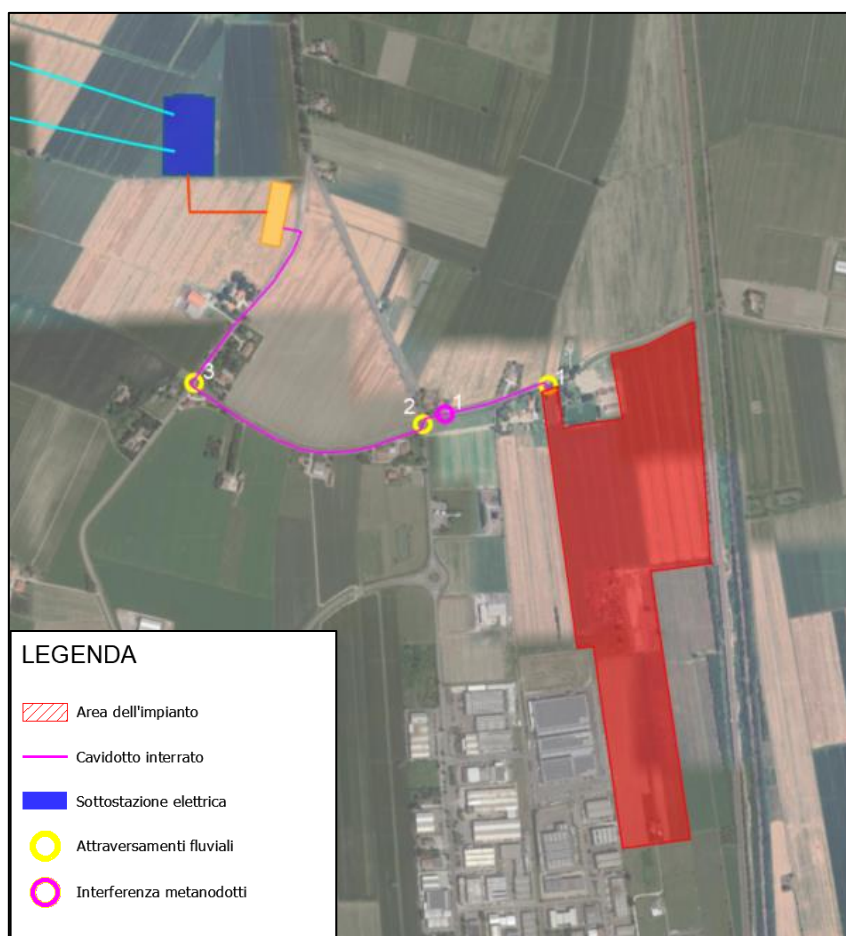 3
2
1
1
LEGENDA
Area dell'impianto
Cavidotto interrato
Sottostazione elettrica
Attraversamenti fluviali
Interferenza metanodotti